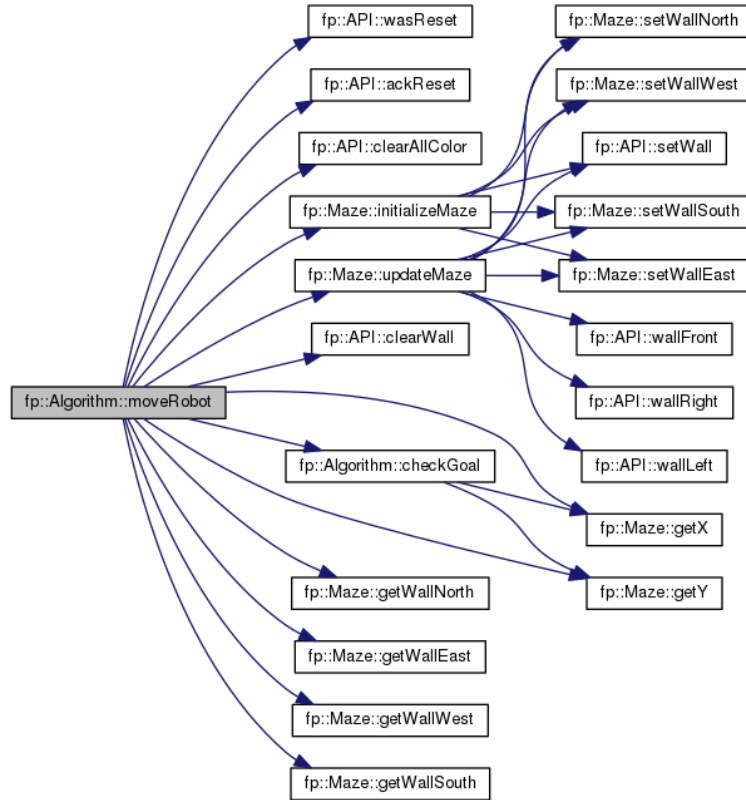 fp::API::wasReset
fp::Maze::setWallNorth
fp::API::ackReset
fp::Maze::setWallWest
fp::API::clearAllColor
fp::API::setWall
fp::Maze::initializeMaze
fp::Maze::setWallSouth
fp::Maze::updateMaze
fp::Maze::setWallEast
fp::API::clearWall
fp::API::wallFront
fp::Algorithm::moveRobot
fp::API::wallRight
fp::Algorithm::checkGoal
fp::API::wallLeft
fp::Maze::getX
fp::Maze::getWallNorth
fp::Maze::getY
fp::Maze::getWallEast
fp::Maze::getWallWest
fp::Maze::getWallSouth